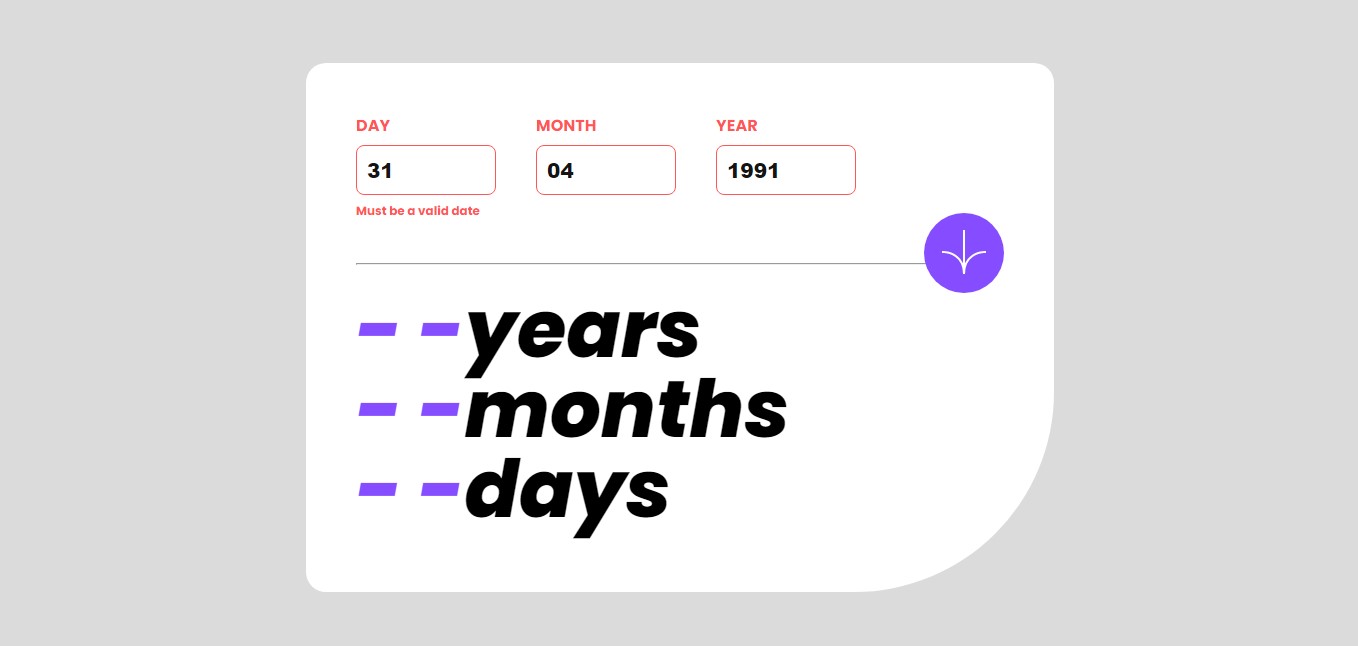 DAY MONTH YEAR
31 04 1991
Must be a valid date
- - years
- - months
- - days